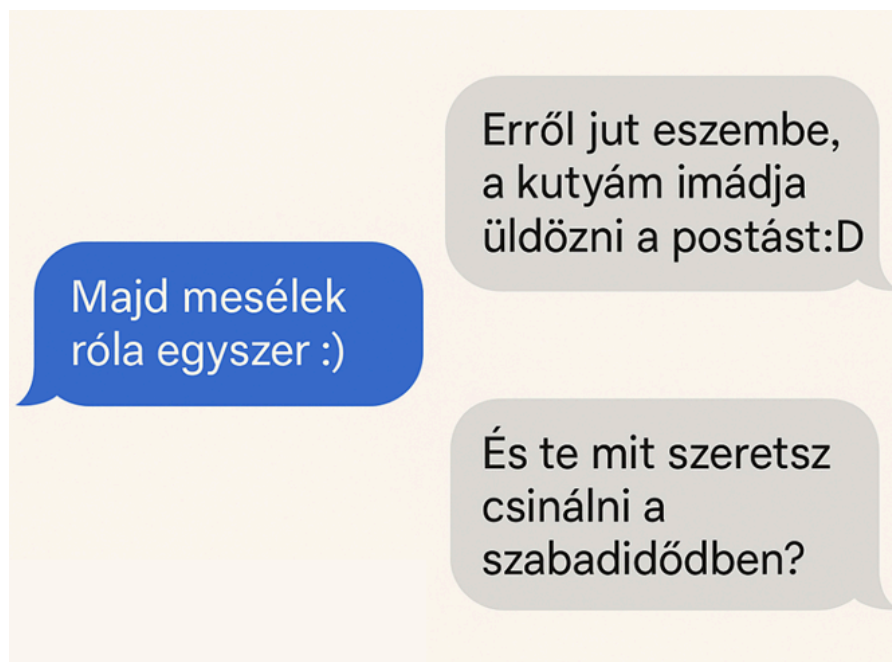 Erről jut eszembe,
a kutyám imádja
üldözni a postást:D
Majd mesélek
róla egyszer :)
És te mit szeretsz
csinálni a
szabadidődben?